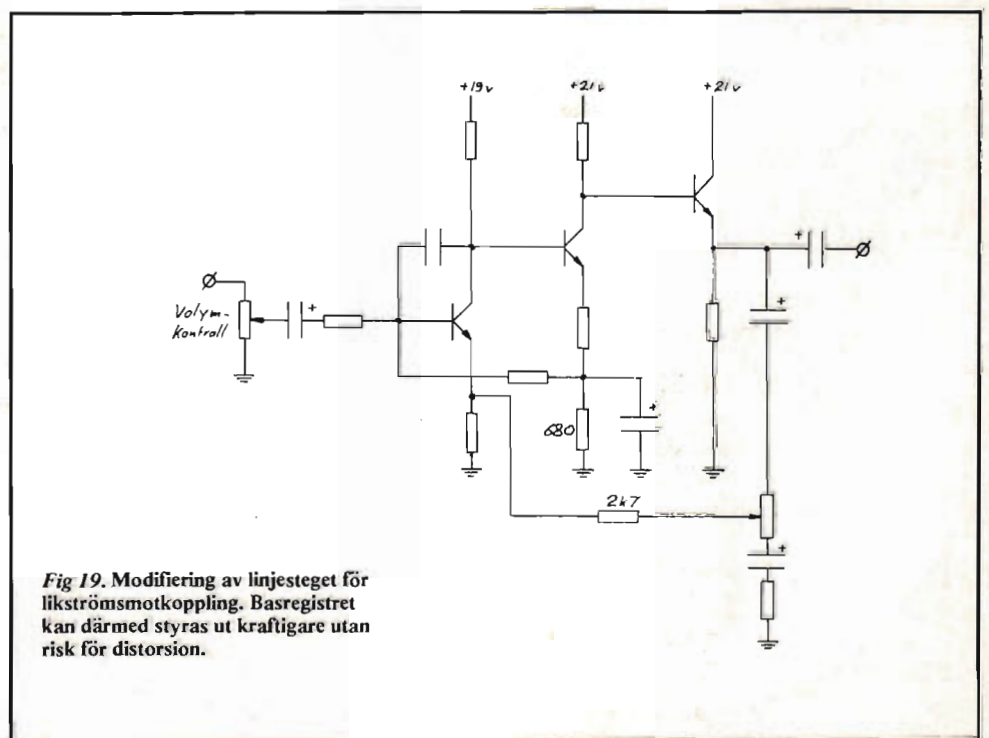 +19v
+21v
+21v
Volym-
Kontroll
680
2k7
Fig 19. Modifiering av linjesteget för
likströmsmotkoppling. Basregistret
kan därmed styras ut kraftigare utan
risk för distorsion.